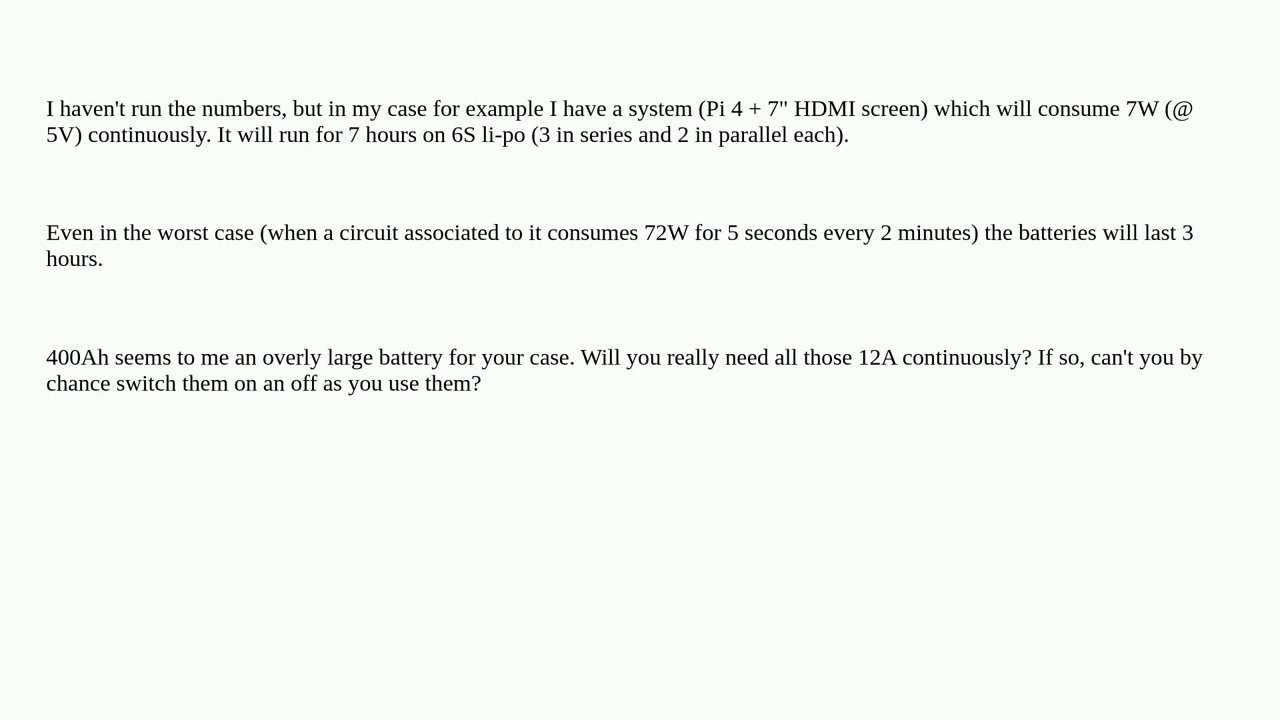 I haven't run the numbers, but in my case for example I have a system (Pi 4 + 7" HDMI screen) which will consume 7W (@
5V) continuously. It will run for 7 hours on 6S li-po (3 in series and 2 in parallel each).
Even in the worst case (when a circuit associated to it consumes 72W for 5 seconds every 2 minutes) the batteries will last 3
hours.
400Ah seems to me an overly large battery for your case. Will you really need all those 12A continuously? If so, can't you by
chance switch them on an off as you use them?